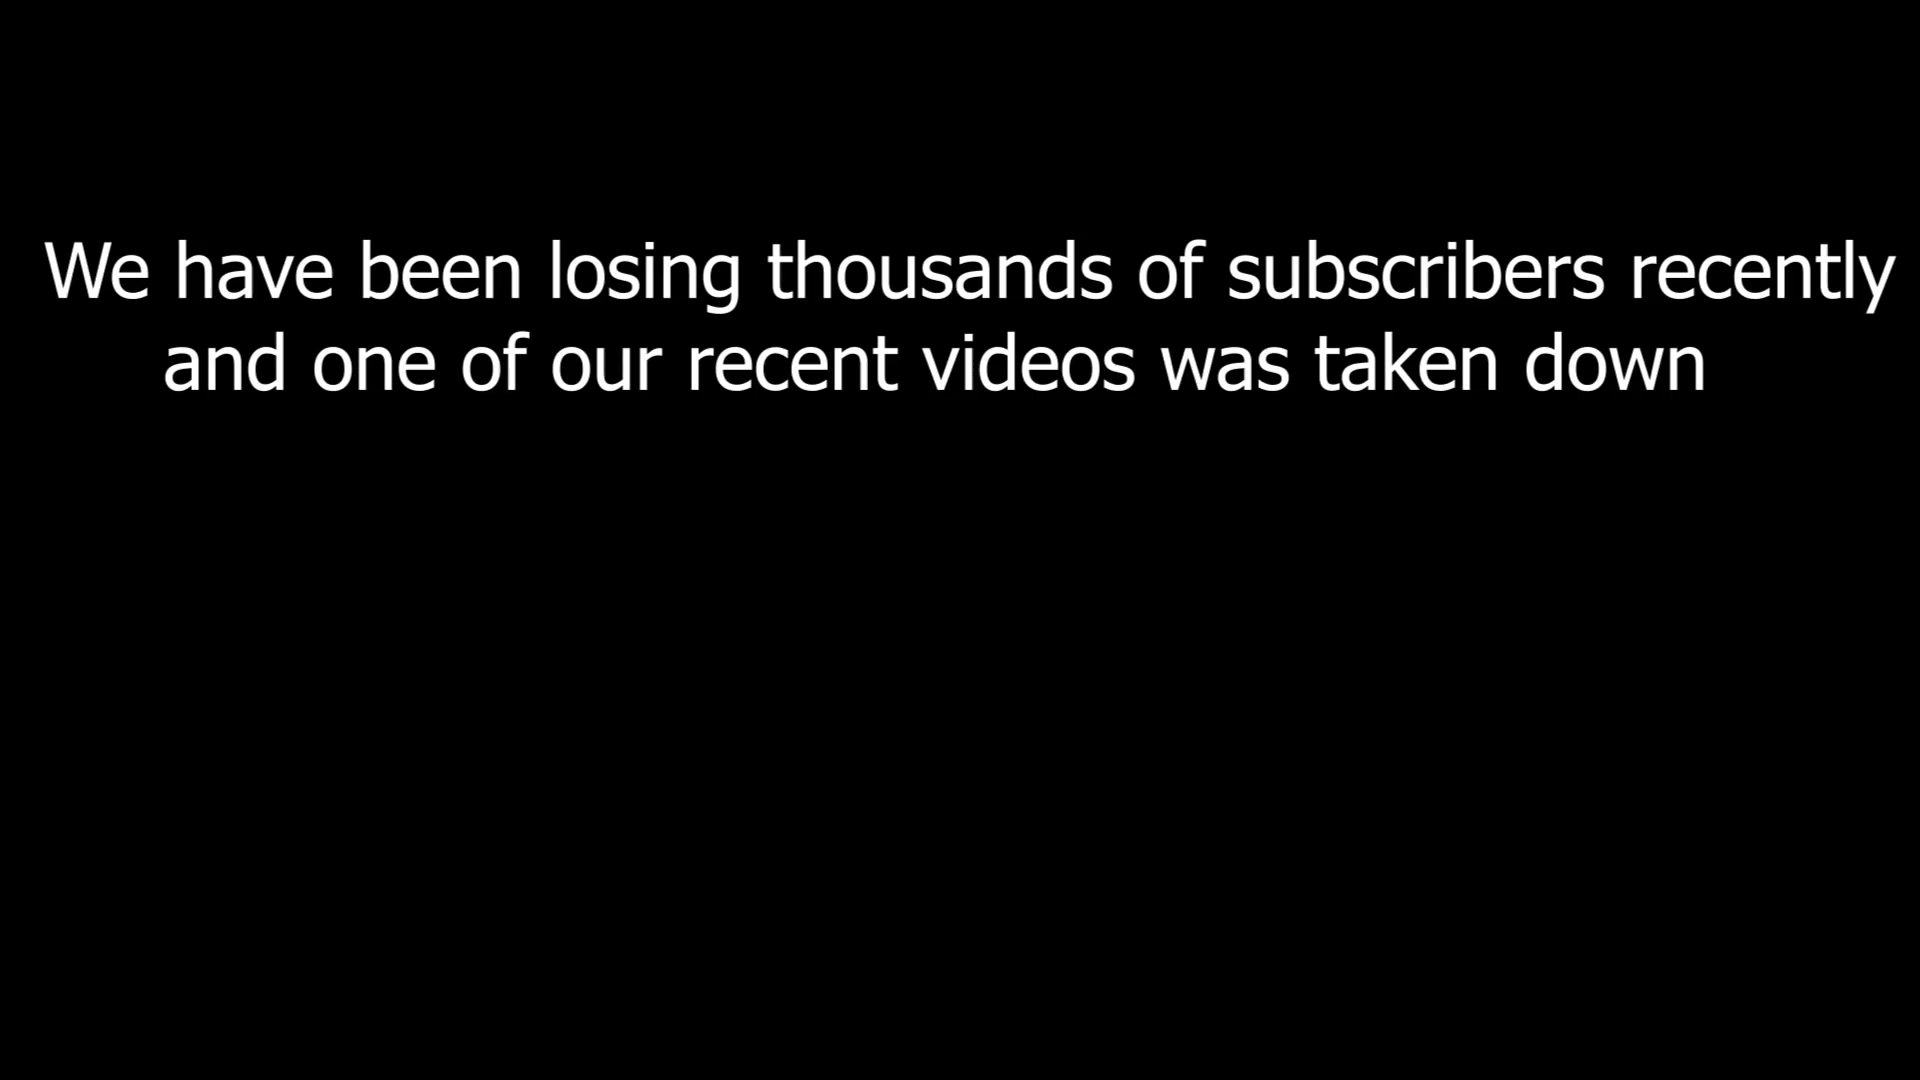 We have been losing thousands of subscribers recently
and one of our recent videos was taken down